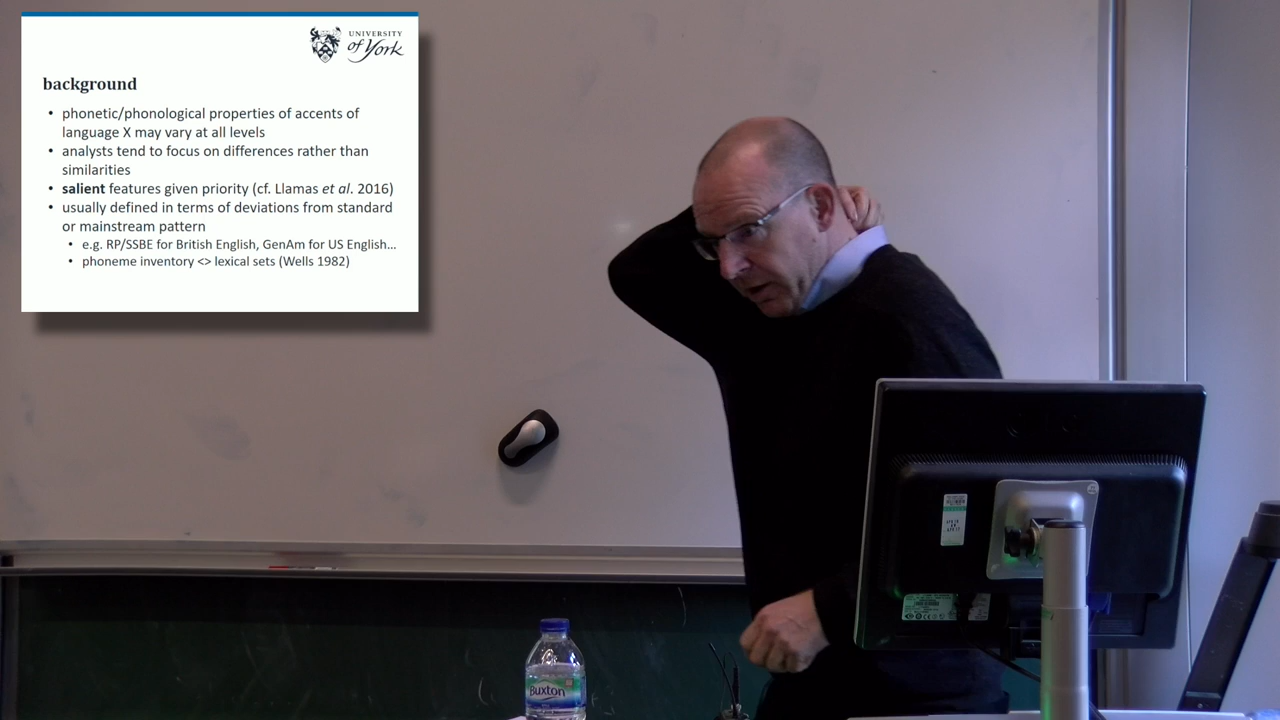 UNIVERSITY
of York
background
• phonetic/phonological properties of accents of
language X may vary at all levels
• analysts tend to focus on differences rather than
similarities
• salient features given priority (cf. Llamas et al. 2016)
• usually defined in terms of deviations from standard
or mainstream pattern
• e.g. RP/SSBE for British English, GenAm for US English...
• phoneme inventory <> lexical sets (Wells 1982)
Buxton